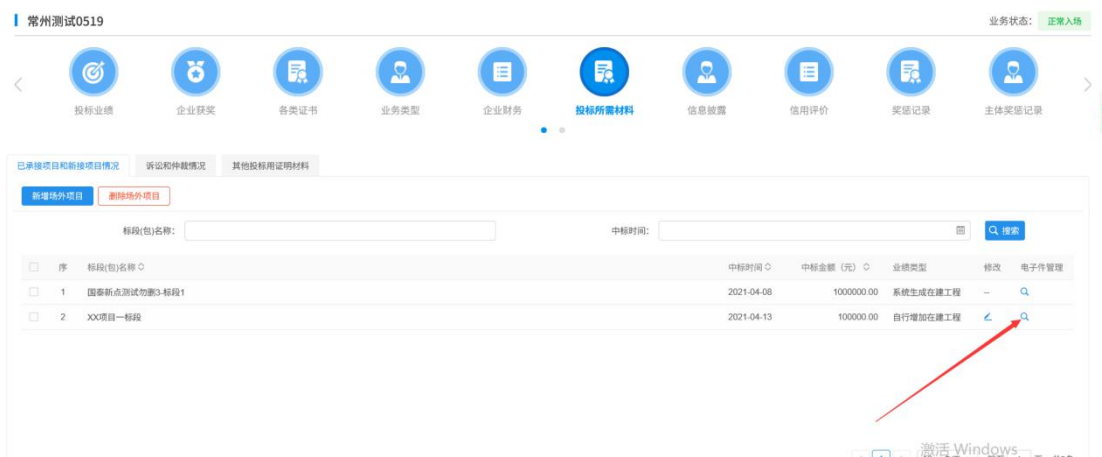 常州测试0519
业务状态： 正常入场
投标业绩 企业获奖 各类证书 业务类型 企业财务 投标所需材料 信息披露 信用评价 奖惩记录 主体奖惩记录
已承接项目和新接项目情况 诉讼和仲裁情况 其他投标用证明材料
新增场外项目 删除场外项目
标段(包)名称： 中标时间： 搜索
序 标段(包)名称 中标时间 中标金额（元） 业绩类型 修改 电子件管理
1 国泰新点测试勿删3-标段1 2021-04-08 1000000.00 系统生成在建工程 --
2 XX项目一标段 2021-04-13 100000.00 自行增加在建工程
激活 Windows